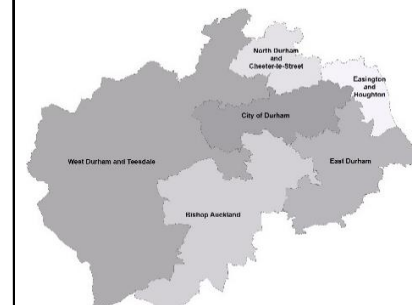 North Durham
and
Chester-le-Street
Easington
and
Houghton
City of Durham
West Durham and Teesdale
East Durham
Bishop Auckland